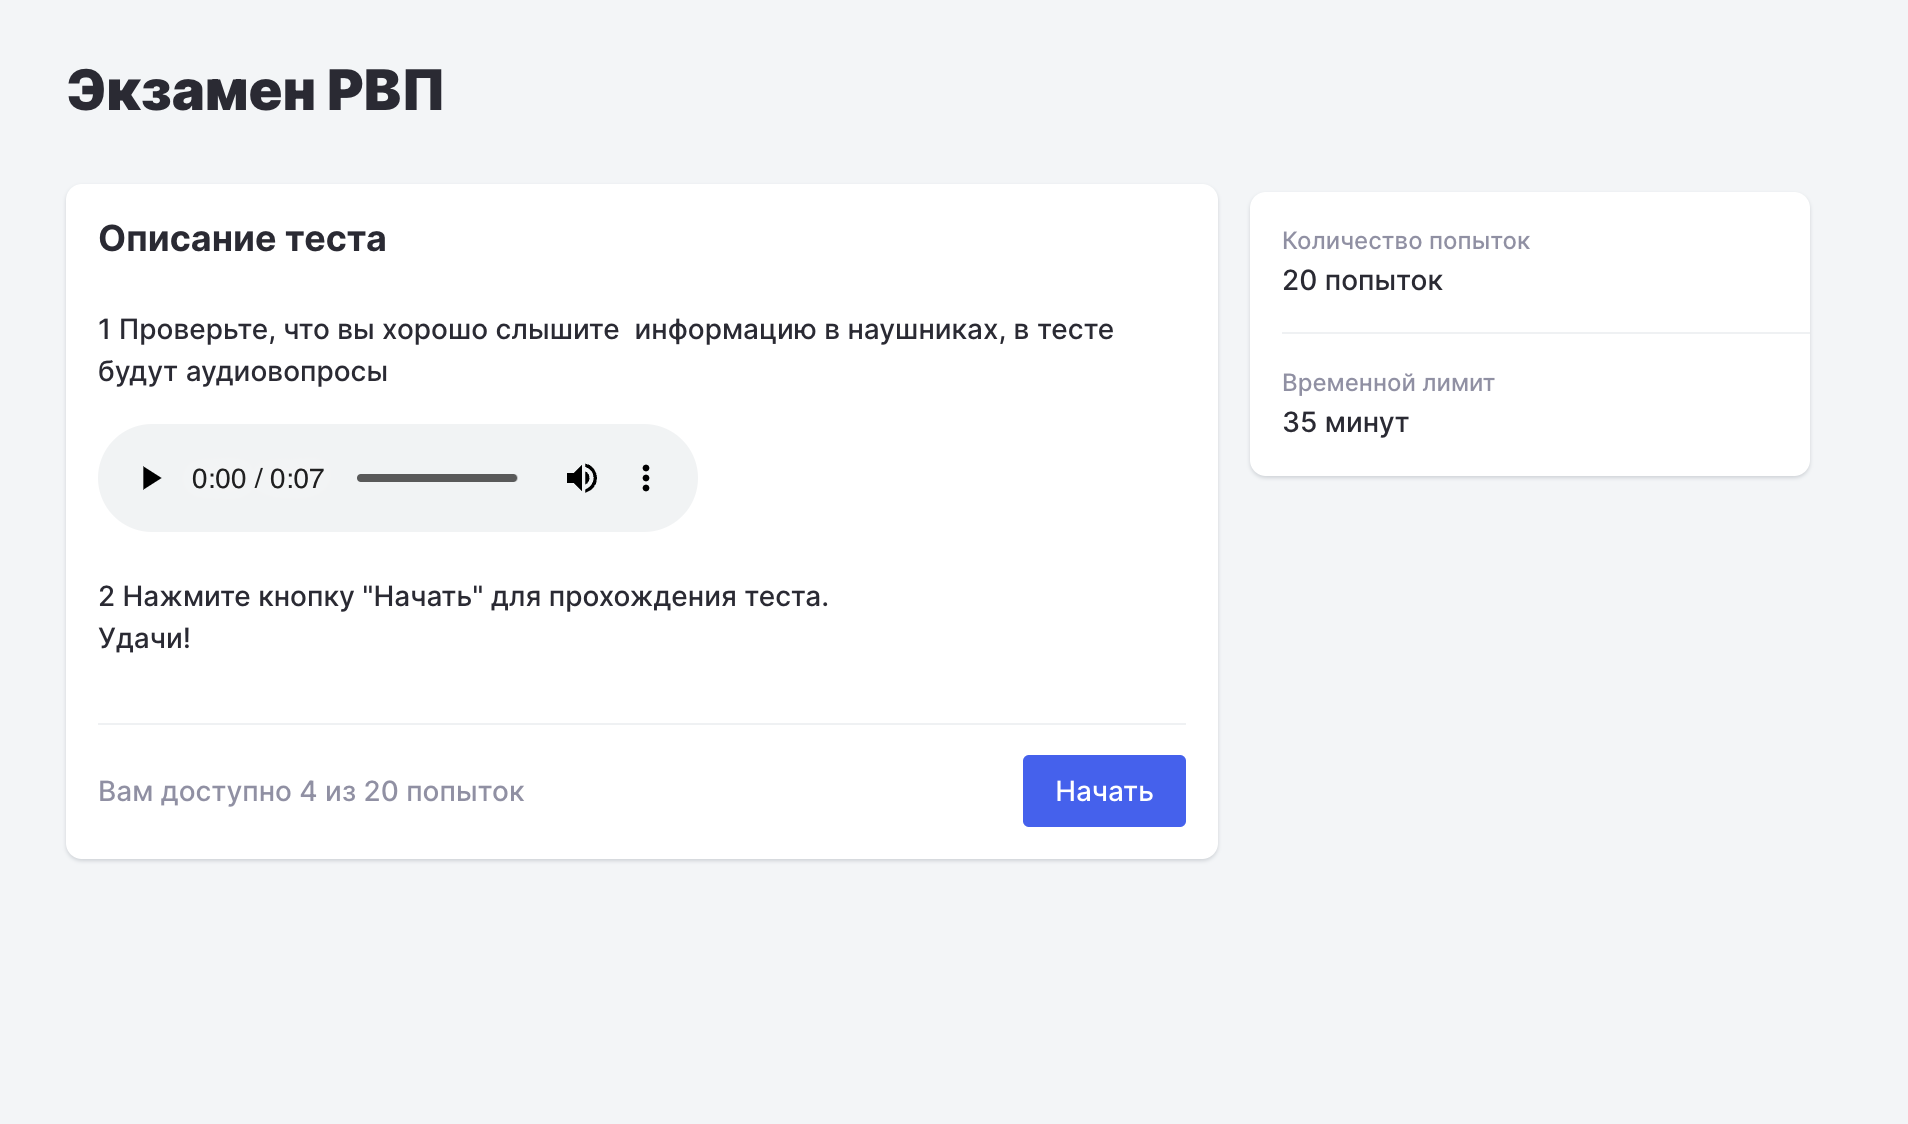 Экзамен РВП
Описание теста
1 Проверьте, что вы хорошо слышите  информацию в наушниках, в тесте
будут аудиовопросы
0:00 / 0:07
2 Нажмите кнопку "Начать" для прохождения теста.
Удачи!
Вам доступно 4 из 20 попыток
Начать
Количество попыток
20 попыток
Временной лимит
35 минут